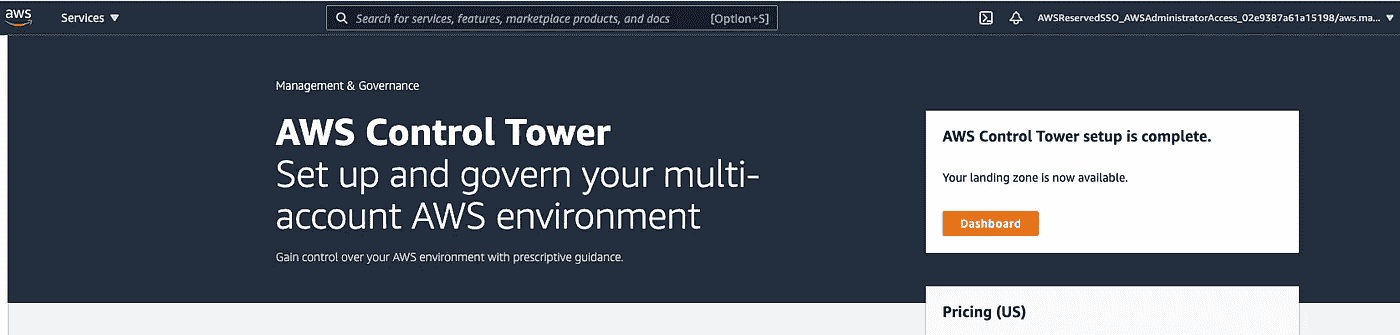 aws
Services ▼
Search for services, features, marketplace products, and docs [Option+S]
AWSReservedSSO_AWSAdministratorAccess_02e9387a61a15198/aws.ma... ▼
Management & Governance
AWS Control Tower
Set up and govern your multi-
account AWS environment
Gain control over your AWS environment with prescriptive guidance.
AWS Control Tower setup is complete.
Your landing zone is now available.
Dashboard
Pricing (US)